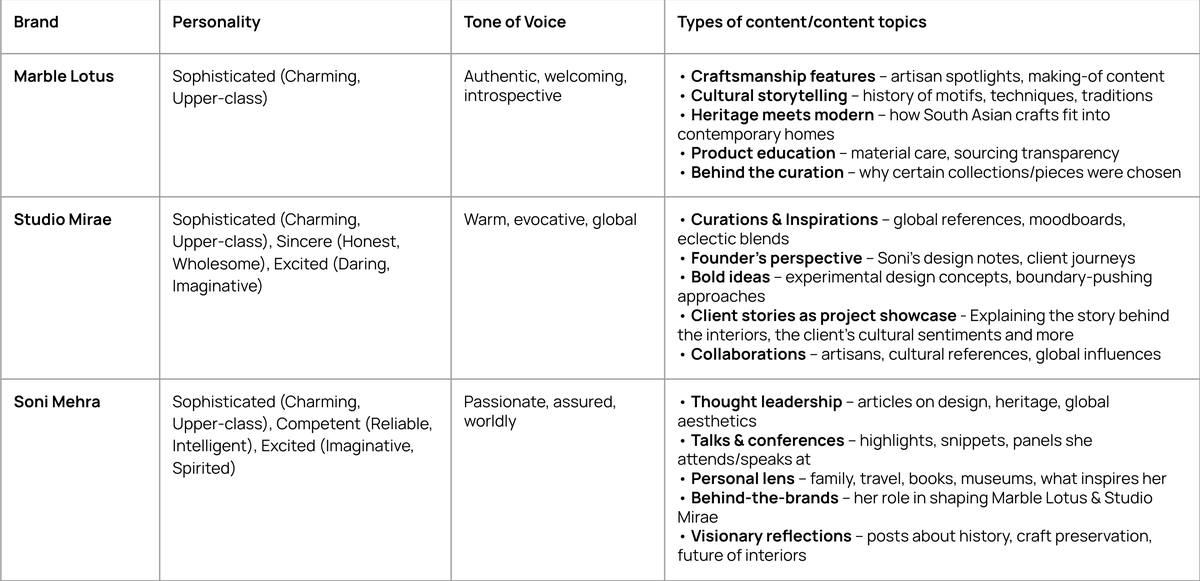 Brand
Personality
Tone of Voice
Types of content/content topics
Marble Lotus
Sophisticated (Charming,
Upper-class)
Authentic, welcoming,
introspective
• Craftsmanship features – artisan spotlights, making-of content
• Cultural storytelling – history of motifs, techniques, traditions
• Heritage meets modern – how South Asian crafts fit into
contemporary homes
• Product education – material care, sourcing transparency
• Behind the curation – why certain collections/pieces were chosen
Studio Mirae
Sophisticated (Charming,
Upper-class), Sincere (Honest,
Wholesome), Excited (Daring,
Imaginative)
Warm, evocative, global
• Curations & Inspirations – global references, moodboards,
eclectic blends
• Founder's perspective – Soni's design notes, client journeys
• Bold ideas – experimental design concepts, boundary-pushing
approaches
• Client stories as project showcase - Explaining the story behind
the interiors, the client's cultural sentiments and more
• Collaborations – artisans, cultural references, global influences
Soni Mehra
Sophisticated (Charming,
Upper-class), Competent (Reliable,
Intelligent), Excited (Imaginative,
Spirited)
Passionate, assured,
worldly
• Thought leadership – articles on design, heritage, global
aesthetics
• Talks & conferences – highlights, snippets, panels she
attends/speaks at
• Personal lens – family, travel, books, museums, what inspires her
• Behind-the-brands – her role in shaping Marble Lotus & Studio
Mirae
• Visionary reflections – posts about history, craft preservation,
future of interiors